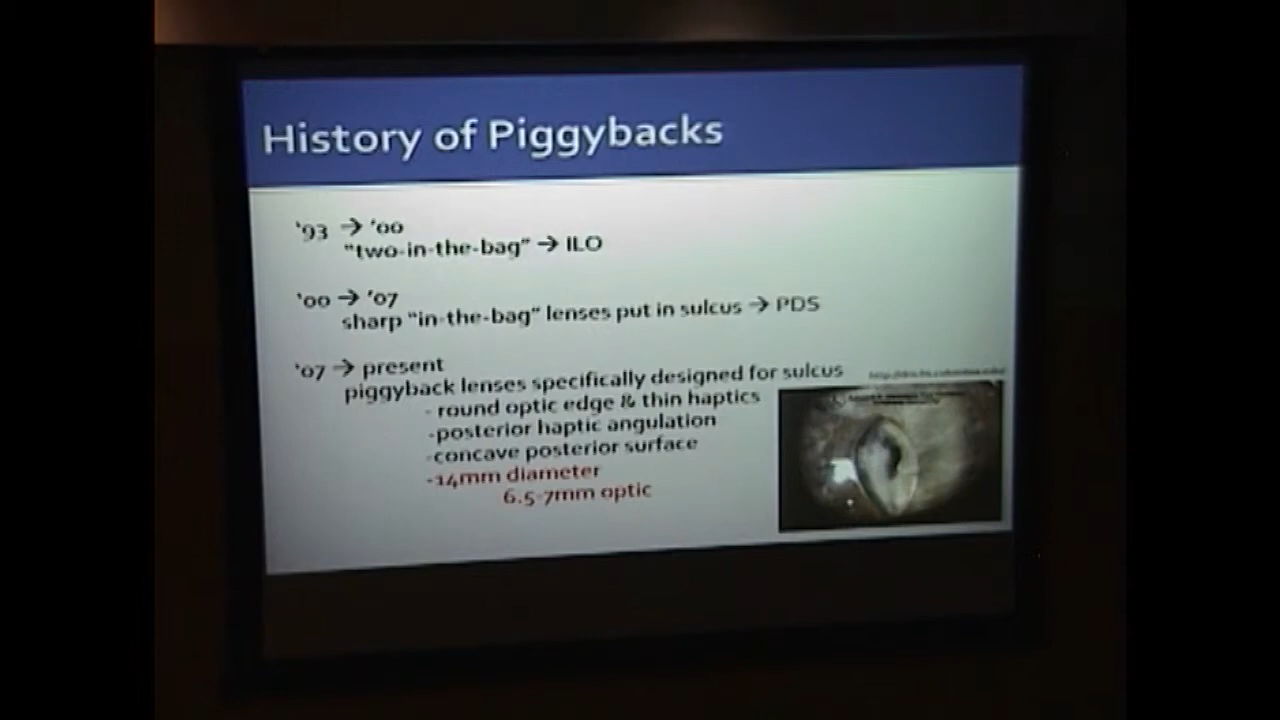 History of Piggybacks
'93 → '00
"two-in-the-bag" → ILO
'00 → '07
sharp "in-the-bag" lenses put in sulcus → PDS
'07 → present
piggyback lenses specifically designed for sulcus
- round optic edge & thin haptics
-posterior haptic angulation
-concave posterior surface
-14mm diameter
6.5-7mm optic